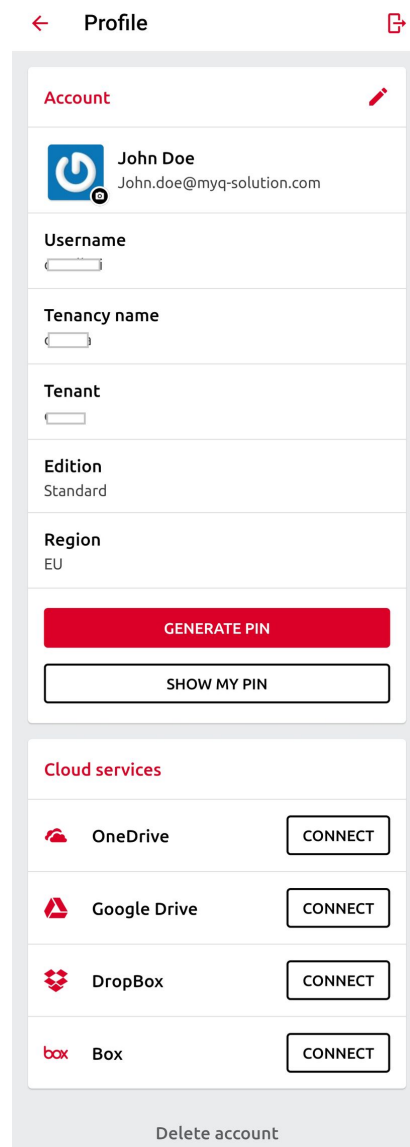 Profile
Account
John Doe
John.doe@myq-solution.com
Username
Tenancy name
Tenant
Edition
Standard
Region
EU
GENERATE PIN
SHOW MY PIN
Cloud services
OneDrive
CONNECT
Google Drive
CONNECT
DropBox
CONNECT
box Box
CONNECT
Delete account